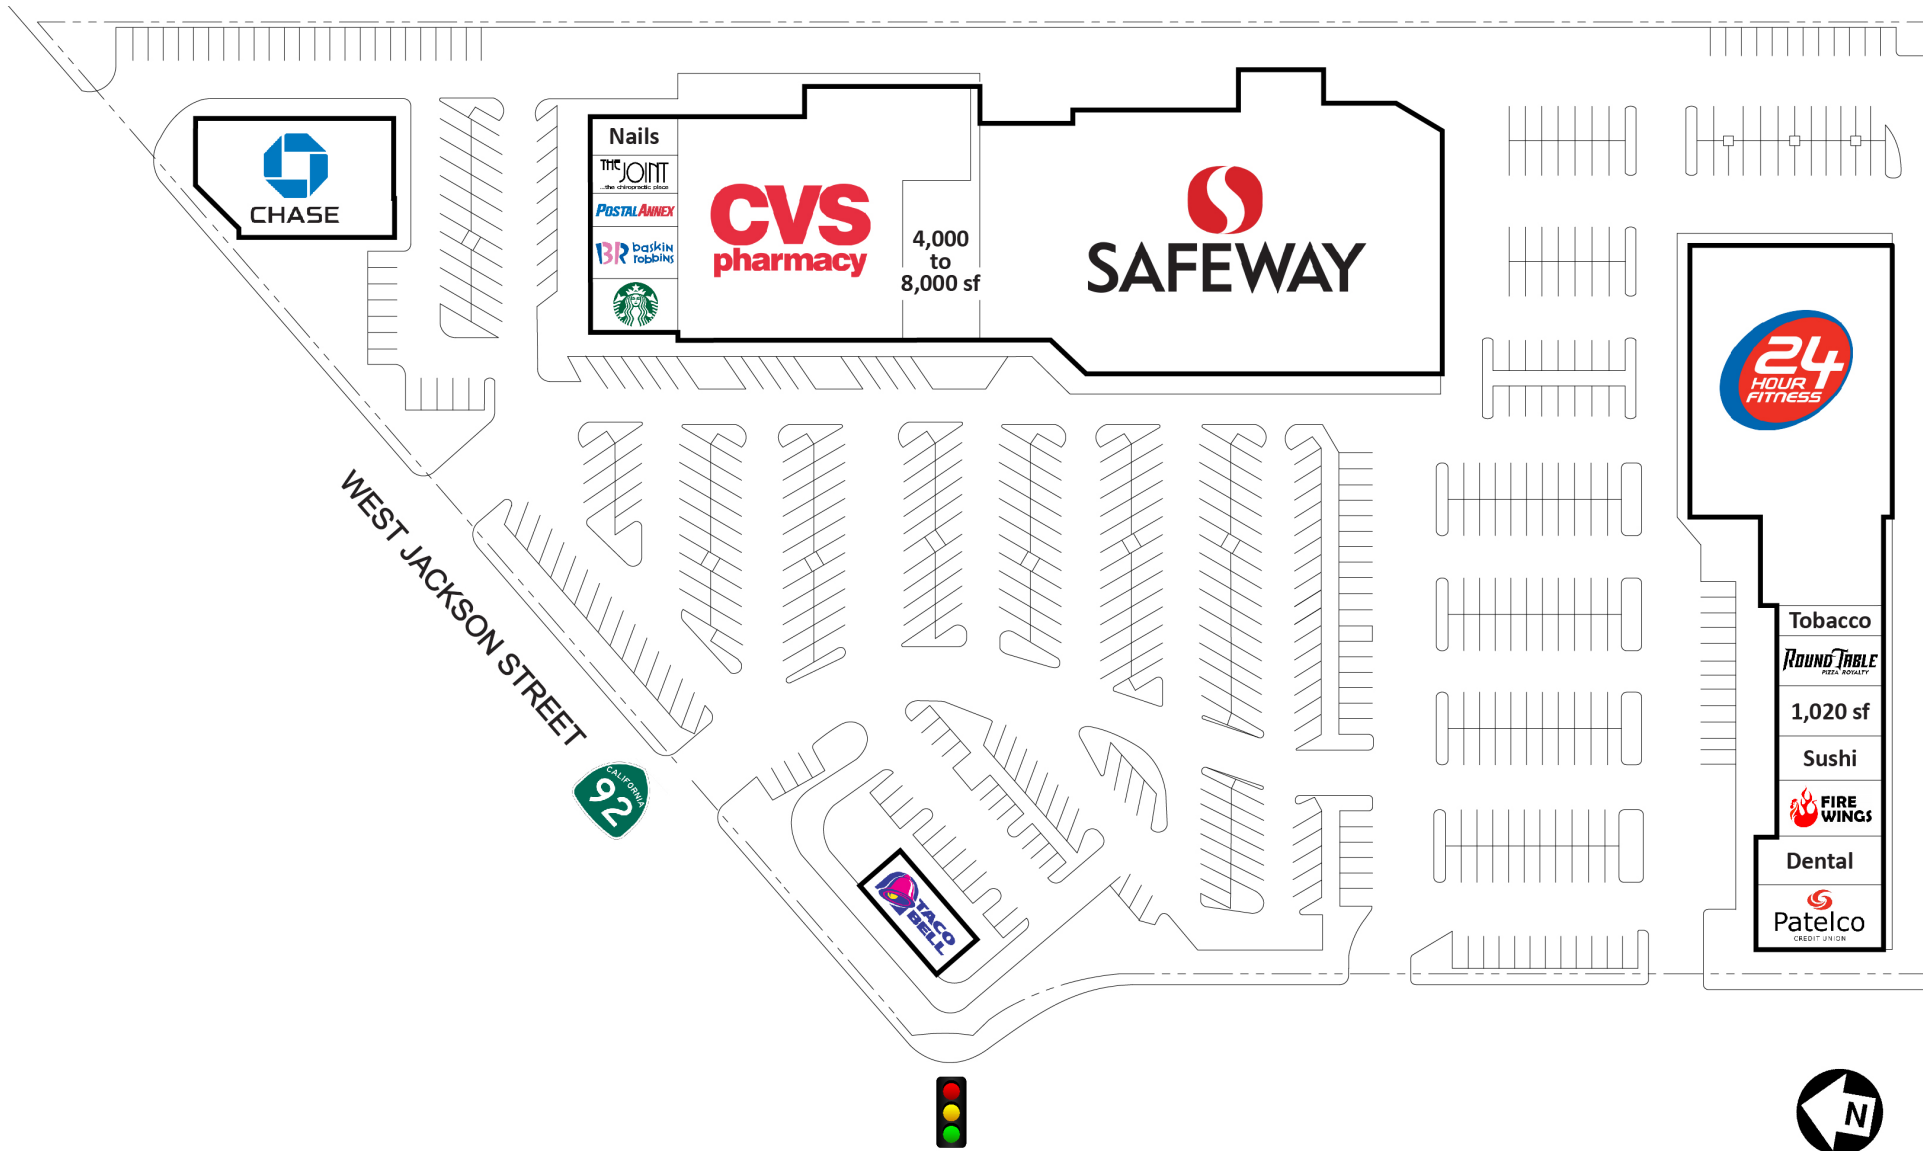 CHASE
Nails
THE JOINT
...the chiropractic place
POSTALANNEX
BR baskin
robbins
CVS
pharmacy
4,000
to
8,000 sf
SAFEWAY
24
HOUR
FITNESS
WEST JACKSON STREET
CALIFORNIA
92
TACO
BELL
Tobacco
ROUND TABLE
PIZZA ROYALTY
1,020 sf
Sushi
FIRE
WINGS
Dental
Patelco
CREDIT UNION
N